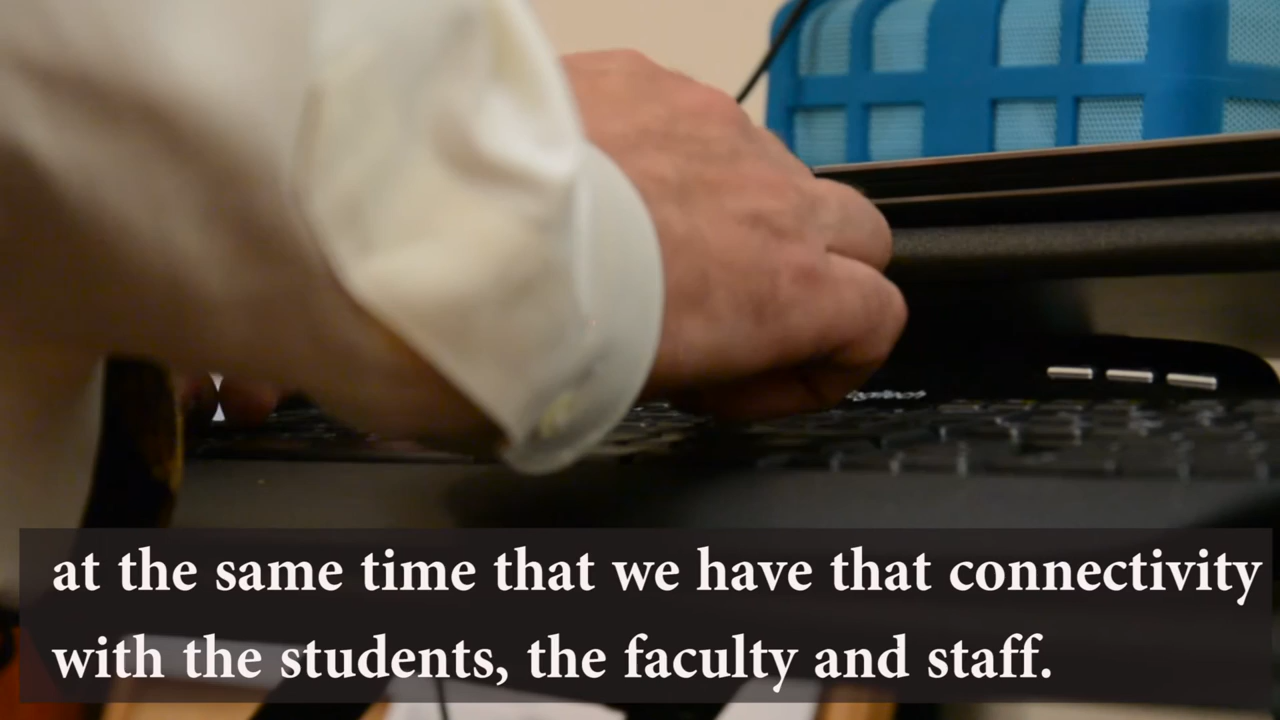 at the same time that we have that connectivity
with the students, the faculty and staff.